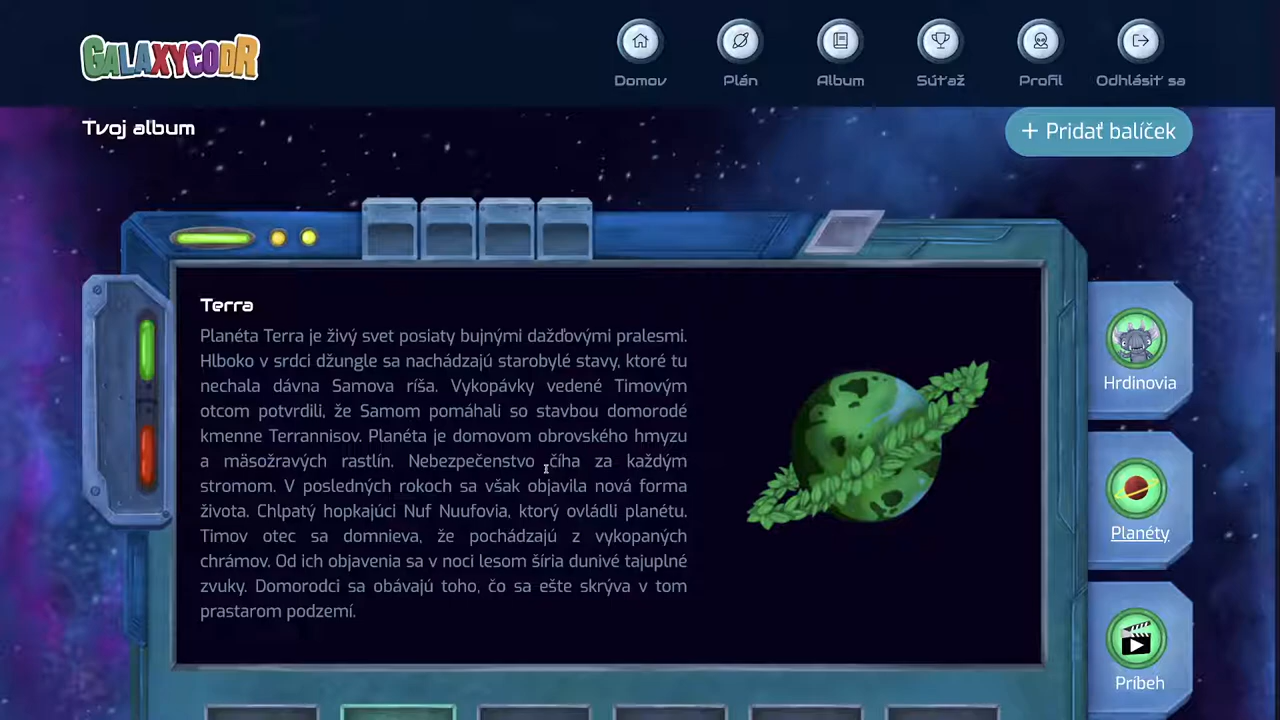 GALAXYCODR
Domov
Plán
Album
Súťaž
Profil
Odhlásiť sa
Tvoj album
+ Pridať balíček
Terra
Planéta Terra je živý svet posiaty bujnými dažďovými pralesmi.
Hlboko v srdci džungle sa nachádzajú starobylé stavy, ktoré tu
nechala dávna Samova ríša. Vykopávky vedené Timovým
otcom potvrdili, že Samom pomáhali so stavbou domorodé
kmenne Terrannisov. Planéta je domovom obrovského hmyzu
a mäsožravých rastlín. Nebezpečenstvo číha za každým
stromom. V posledných rokoch sa však objavila nová forma
života. Chlpatý hopkajúci Nuf Nuufovia, ktorý ovládli planétu.
Timov otec sa domnieva, že pochádzajú z vykopaných
chrámov. Od ich objavenia sa v noci lesom šíria dunivé tajuplné
zvuky. Domorodci sa obávajú toho, čo sa ešte skrýva v tom
prastarom podzemí.
Hrdinovia
Planéty
Príbeh